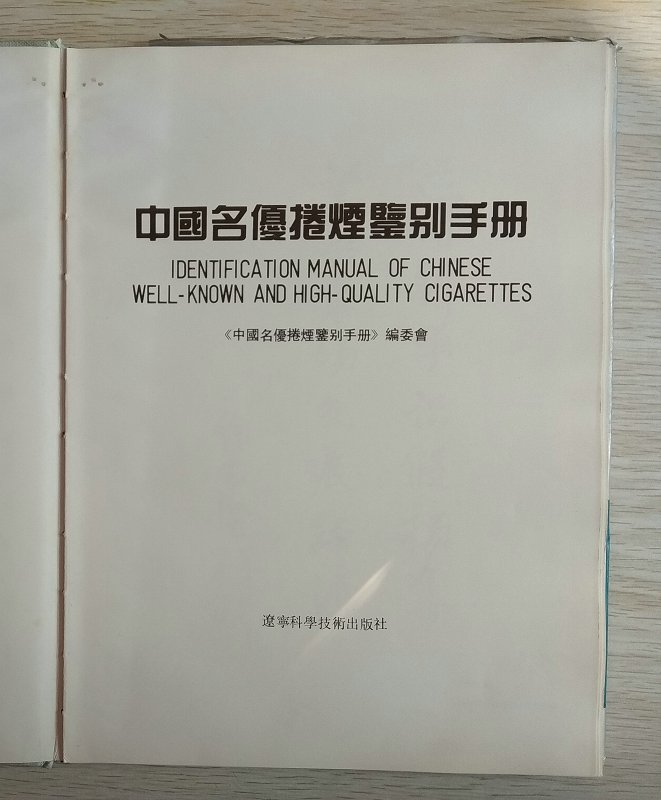 中國名優捲煙鑒别手册
IDENTIFICATION MANUAL OF CHINESE
WELL-KNOWN AND HIGH-QUALITY CIGARETTES
《中國名優捲煙鑒别手册》編委會
遼寧科學技術出版社